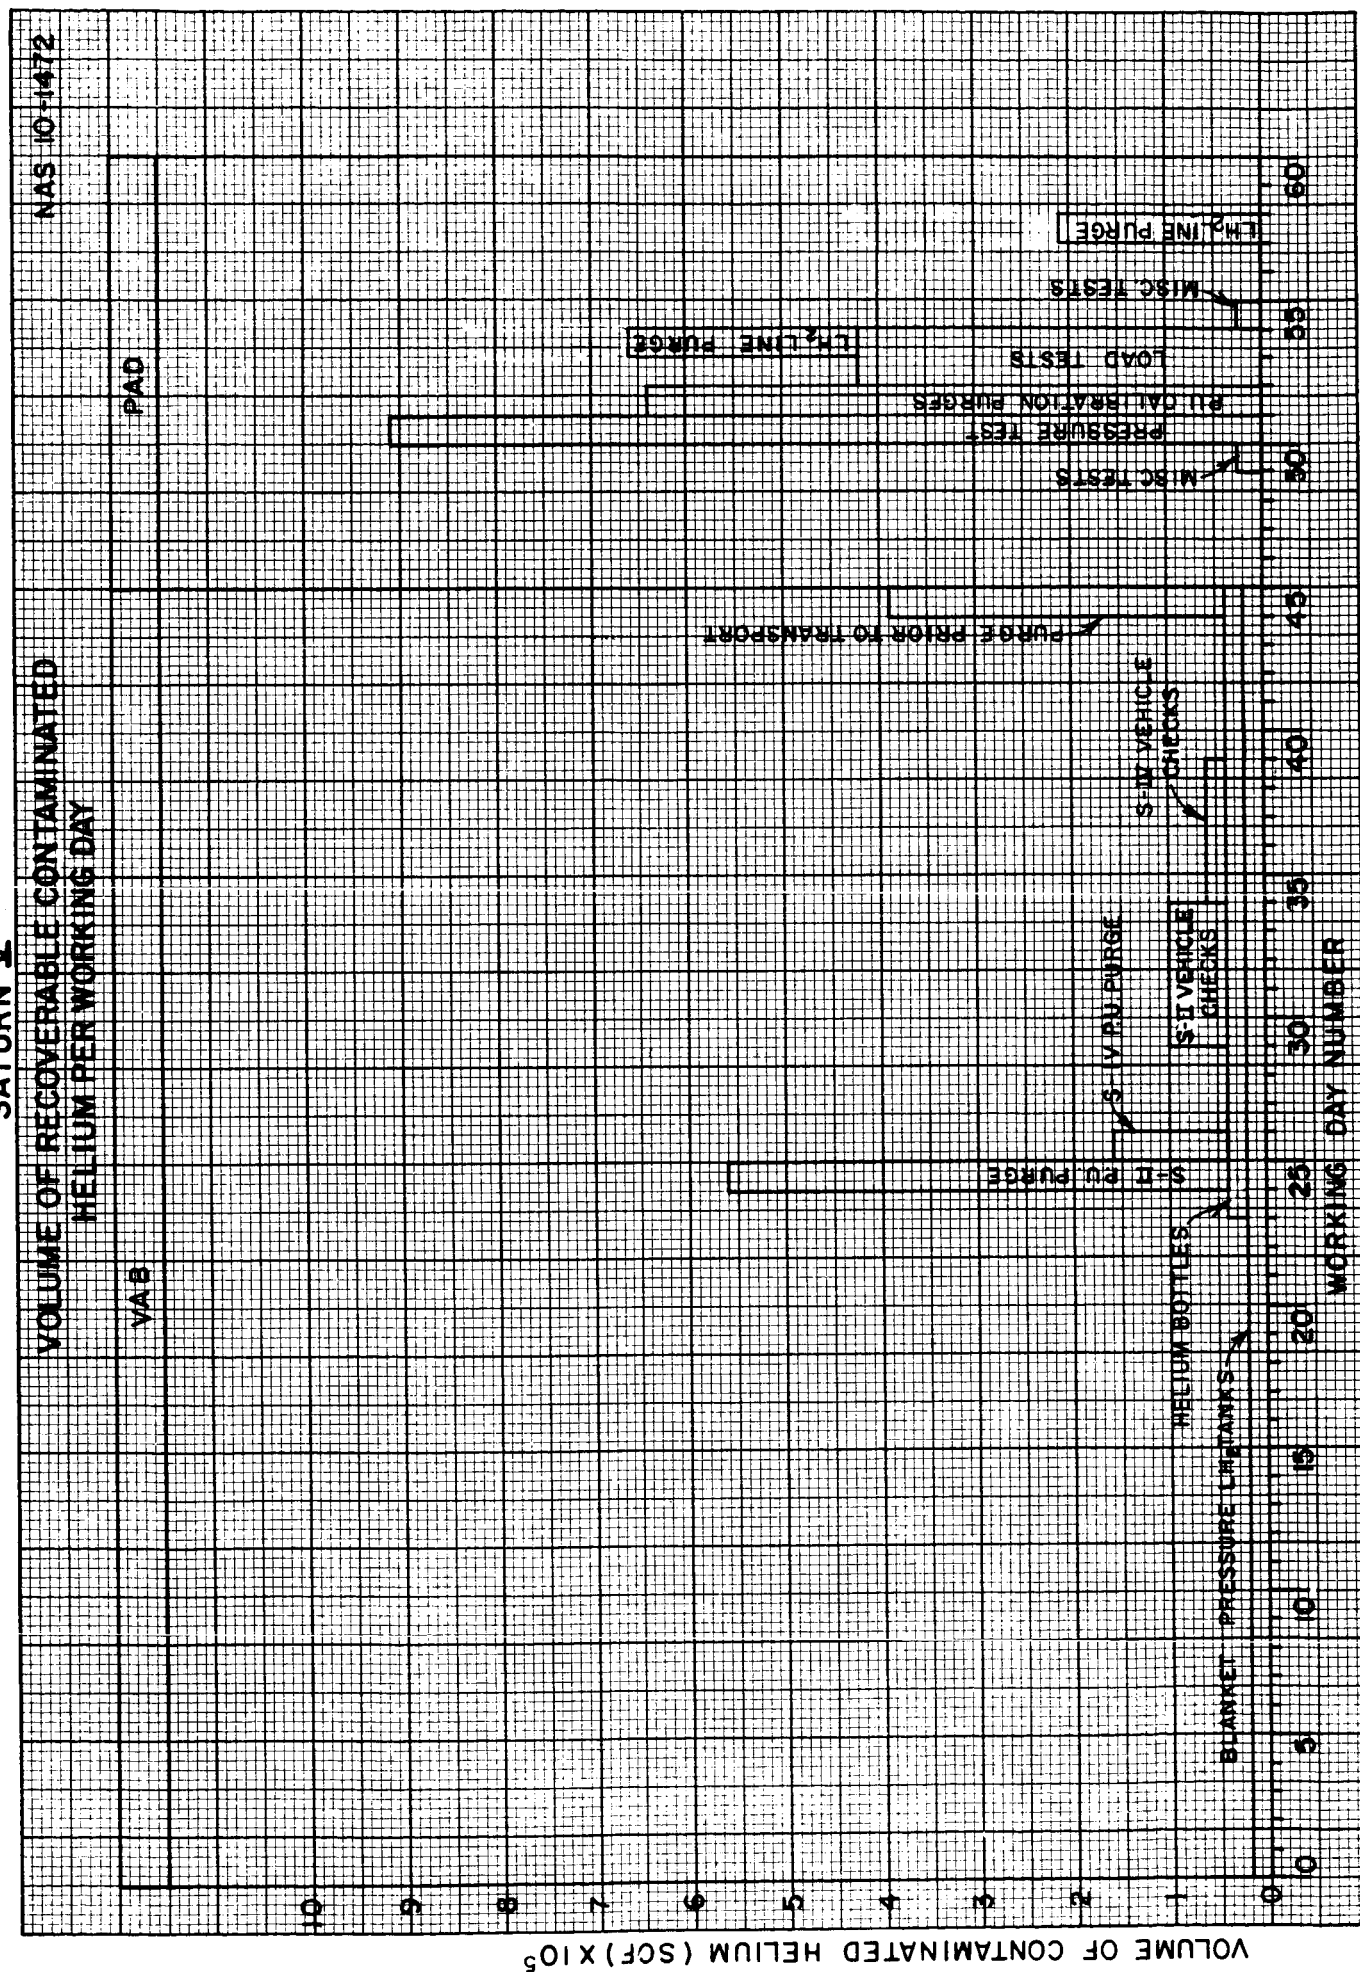 SATURN V
VOLUME OF RECOVERABLE CONTAMINATED
HELIUM PER WORKING DAY
NAS 10-1472
VAB
PAD
VOLUME OF CONTAMINATED HELIUM (SCF) X 10⁵
10
9
8
7
6
5
4
3
2
1
0
BLANKET PRESSURE LH₂ TANKS
HELIUM BOTTLES
S-II P.U. PURGE
S-IV P.U. PURGE
S-II VEHICLE
CHECKS
S-IV VEHICLE
CHECKS
PURGE PRIOR TO TRANSPORT
MISC. TESTS
PRESSURE TEST
P.U. CALIBRATION PURGES
LOAD TESTS
LH₂ LINE PURGE
MISC. TESTS
LH₂ LINE PURGE
0 5 10 15 20 25 30 35 40 45 50 55 60
WORKING DAY NUMBER